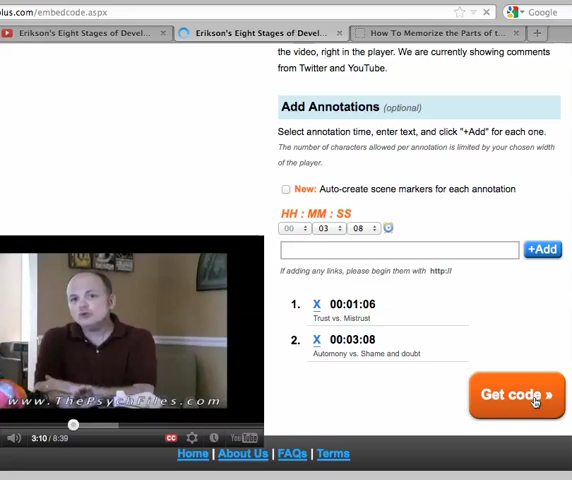 plus.com/embedcode.aspx
Google
Erikson's Eight Stages of Devel...
Erikson's Eight Stages of Devel...
How To Memorize the Parts of t...
the video, right in the player. We are currently showing comments
from Twitter and YouTube.
Add Annotations (optional)
Select annotation time, enter text, and click "+Add" for each one.
The number of characters allowed per annotation is limited by your chosen width
of the player.
New: Auto-create scene markers for each annotation
HH : MM : SS
00 03 08
+Add
If adding any links, please begin them with http://
1. X 00:01:06
Trust vs. Mistrust
2. X 00:03:08
Automony vs Shame and doubt
Get code »
www.ThePsychFiles.com
3:10 / 8:39
CC
YouTube
Home | About Us | FAQs | Terms